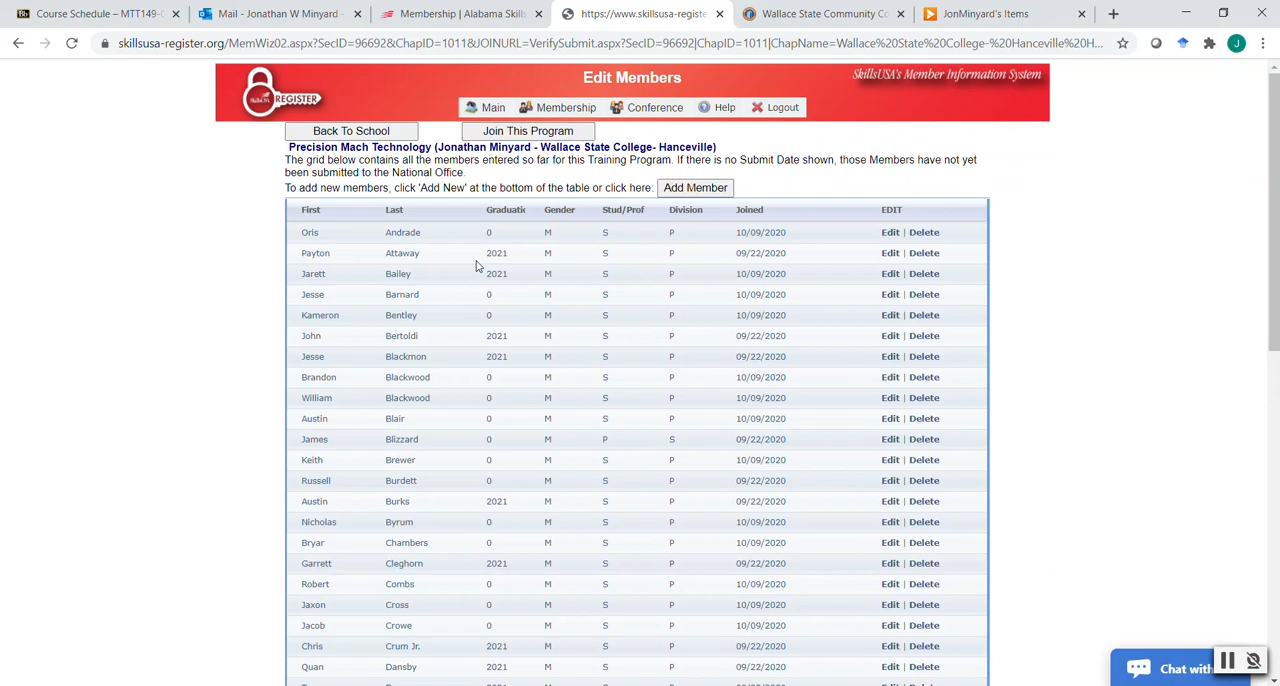 Course Schedule – MTT149-0
Mail - Jonathan W Minyard -
Membership | Alabama Skills
https://www.skillsusa-registe
Wallace State Community Co
JonMinyard's Items
skillsusa-register.org/MemWiz02.aspx?SecID=96692&ChapID=1011&JOINURL=VerifySubmit.aspx?SecID=96692|ChapID=1011|ChapName=Wallace%20State%20College-%20Hanceville%20H...
J
REGISTER
Edit Members
SkillsUSA's Member Information System
Main Membership Conference Help Logout
Back To School Join This Program
Precision Mach Technology (Jonathan Minyard - Wallace State College- Hanceville)
The grid below contains all the members entered so far for this Training Program. If there is no Submit Date shown, those Members have not yet
been submitted to the National Office.
To add new members, click 'Add New' at the bottom of the table or click here: Add Member
First Last Graduatic Gender Stud/Prof Division Joined EDIT
Oris Andrade 0 M S P 10/09/2020 Edit | Delete
Payton Attaway 2021 M S P 09/22/2020 Edit | Delete
Jarett Bailey 2021 M S P 10/09/2020 Edit | Delete
Jesse Barnard 0 M S P 10/09/2020 Edit | Delete
Kameron Bentley 0 M S P 10/09/2020 Edit | Delete
John Bertoldi 2021 M S P 09/22/2020 Edit | Delete
Jesse Blackmon 2021 M S P 09/22/2020 Edit | Delete
Brandon Blackwood 0 M S P 10/09/2020 Edit | Delete
William Blackwood 0 M S P 10/09/2020 Edit | Delete
Austin Blair 0 M S P 10/09/2020 Edit | Delete
James Blizzard 0 M P S 09/22/2020 Edit | Delete
Keith Brewer 0 M S P 10/09/2020 Edit | Delete
Russell Burdett 0 M S P 10/09/2020 Edit | Delete
Austin Burks 2021 M S P 09/22/2020 Edit | Delete
Nicholas Byrum 0 M S P 10/09/2020 Edit | Delete
Bryar Chambers 0 M S P 10/09/2020 Edit | Delete
Garrett Cleghorn 2021 M S P 09/22/2020 Edit | Delete
Robert Combs 0 M S P 10/09/2020 Edit | Delete
Jaxon Cross 0 M S P 10/09/2020 Edit | Delete
Jacob Crowe 0 M S P 10/09/2020 Edit | Delete
Chris Crum Jr. 2021 M S P 09/22/2020 Edit | Delete
Quan Dansby 2021 M S P 09/22/2020 Edit | Delete
Chat with